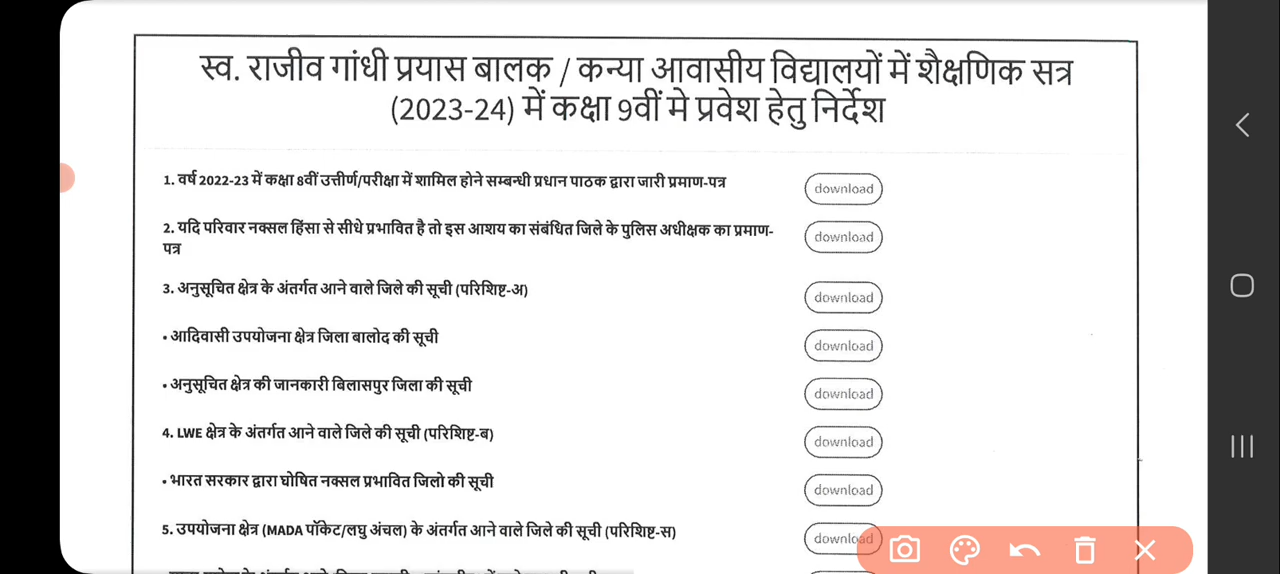 स्व. राजीव गांधी प्रयास बालक / कन्या आवासीय विद्यालयों में शैक्षणिक सत्र
(2023-24) में कक्षा 9वीं मे प्रवेश हेतु निर्देश
1. वर्ष 2022-23 में कक्षा 8वीं उत्तीर्ण/परीक्षा में शामिल होने सम्बन्धी प्रधान पाठक द्वारा जारी प्रमाण-पत्र
download
2. यदि परिवार नक्सल हिंसा से सीधे प्रभावित है तो इस आशय का संबंधित जिले के पुलिस अधीक्षक का प्रमाण-
पत्र
download
3. अनुसूचित क्षेत्र के अंतर्गत आने वाले जिले की सूची (परिशिष्ट-अ)
download
• आदिवासी उपयोजना क्षेत्र जिला बालोद की सूची
download
• अनुसूचित क्षेत्र की जानकारी बिलासपुर जिला की सूची
download
4. LWE क्षेत्र के अंतर्गत आने वाले जिले की सूची (परिशिष्ट-ब)
download
• भारत सरकार द्वारा घोषित नक्सल प्रभावित जिलो की सूची
download
5. उपयोजना क्षेत्र (MADA पॉकेट/लघु अंचल) के अंतर्गत आने वाले जिले की सूची (परिशिष्ट-स)
download